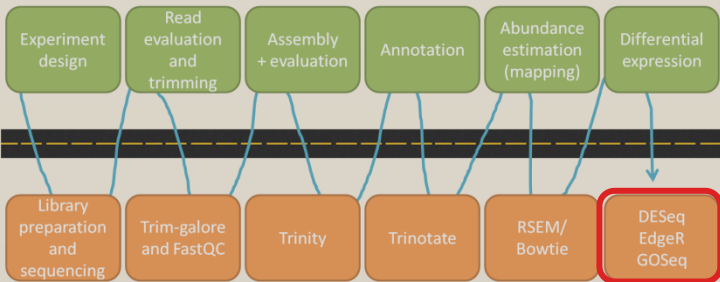 Experiment
design
Read
evaluation
and
trimming
Assembly
+ evaluation
Annotation
Abundance
estimation
(mapping)
Differential
expression
Library
preparation
and
sequencing
Trim-galore
and FastQC
Trinity
Trinotate
RSEM/
Bowtie
DESeq
EdgeR
GOSeq